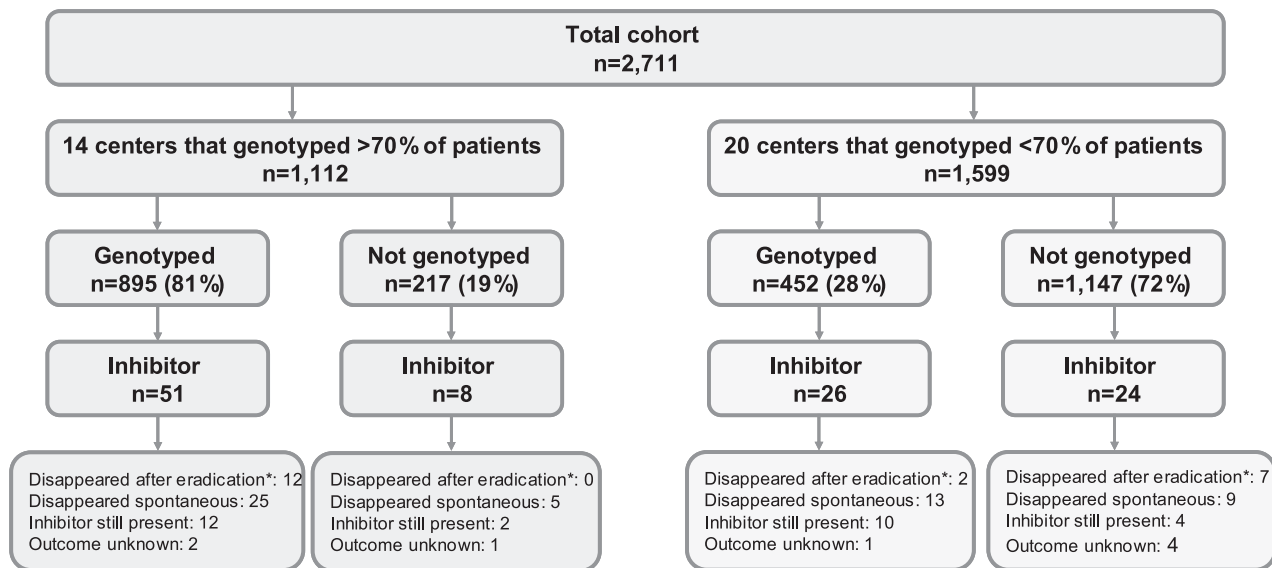 Total cohort
n=2,711
14 centers that genotyped >70% of patients
n=1,112
20 centers that genotyped <70% of patients
n=1,599
Genotyped
n=895 (81%)
Not genotyped
n=217 (19%)
Genotyped
n=452 (28%)
Not genotyped
n=1,147 (72%)
Inhibitor
n=51
Inhibitor
n=8
Inhibitor
n=26
Inhibitor
n=24
Disappeared after eradication*: 12
Disappeared spontaneous: 25
Inhibitor still present: 12
Outcome unknown: 2
Disappeared after eradication*: 0
Disappeared spontaneous: 5
Inhibitor still present: 2
Outcome unknown: 1
Disappeared after eradication*: 2
Disappeared spontaneous: 13
Inhibitor still present: 10
Outcome unknown: 1
Disappeared after eradication*: 7
Disappeared spontaneous: 9
Inhibitor still present: 4
Outcome unknown: 4